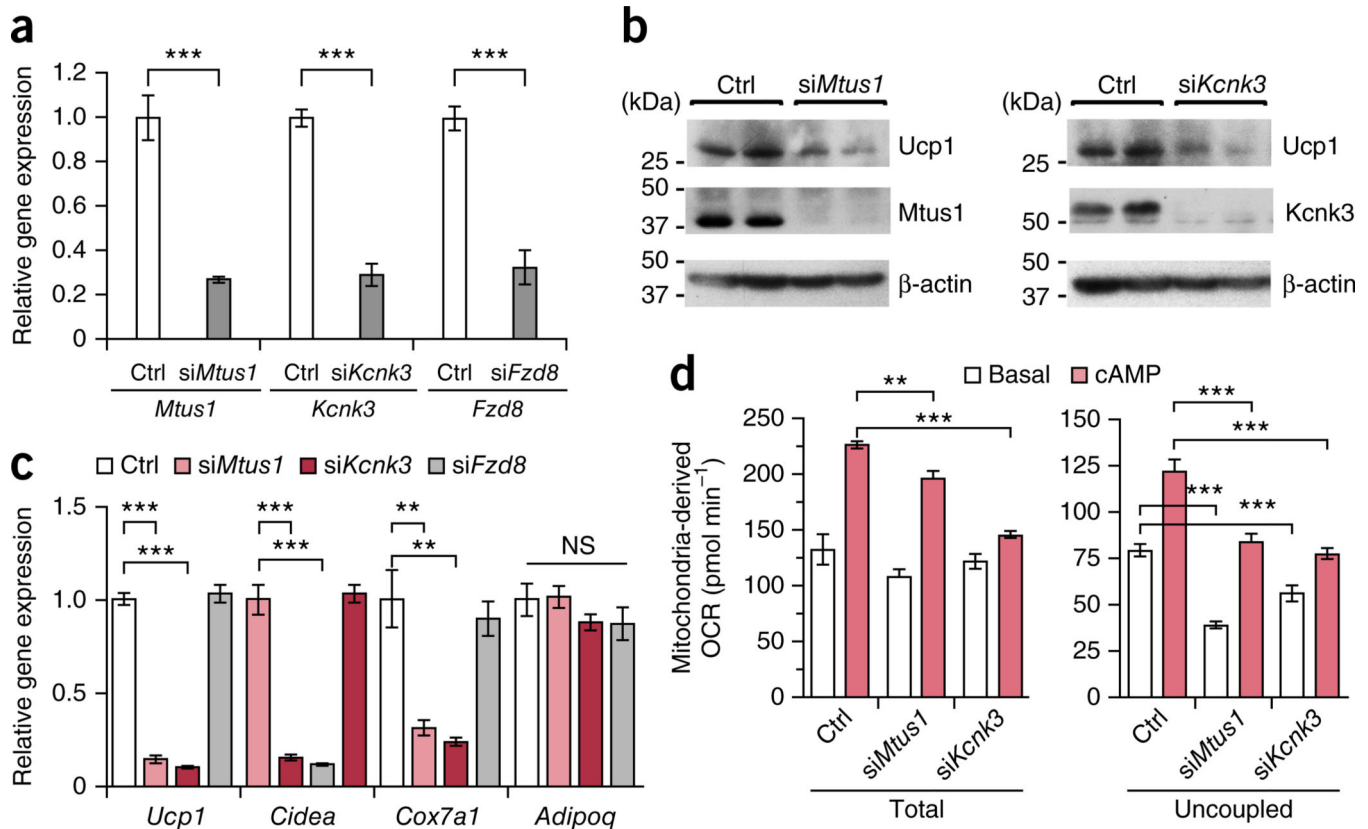 a
*** *** ***
Relative gene expression
1.2
1.0
0.8
0.6
0.4
0.2
0
Ctrl siMtus1 Ctrl siKcnk3 Ctrl siFzd8
Mtus1 Kcnk3 Fzd8
b
Ctrl siMtus1
(kDa)
Ucp1
25
50
Mtus1
37
50
β-actin
37
Ctrl siKcnk3
(kDa)
Ucp1
25
Kcnk3
50
50
β-actin
37
c
Ctrl siMtus1 siKcnk3 siFzd8
Relative gene expression
1.5
1.0
0.5
0
***
***
***
***
**
**
NS
Ucp1 Cidea Cox7a1 Adipoq
d
Basal cAMP
Mitochondria-derived
OCR (pmol min−1)
250
225
200
150
125
100
75
50
25
0
**
***
Ctrl siMtus1 siKcnk3
Total
150
125
100
75
50
25
0
***
***
***
***
Ctrl siMtus1 siKcnk3
Uncoupled